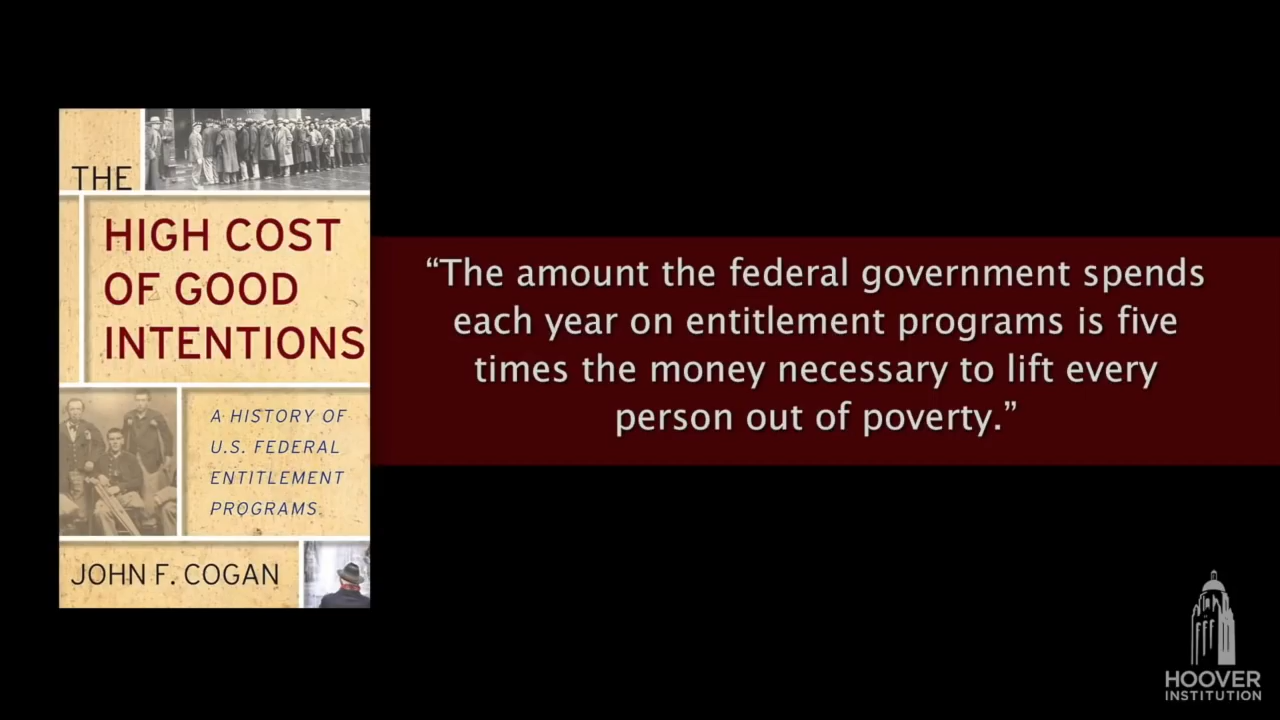 THE
HIGH COST
OF GOOD
INTENTIONS
A HISTORY OF
U.S. FEDERAL
ENTITLEMENT
PROGRAMS
JOHN F. COGAN
“The amount the federal government spends
each year on entitlement programs is five
times the money necessary to lift every
person out of poverty.”
HOOVER
INSTITUTION